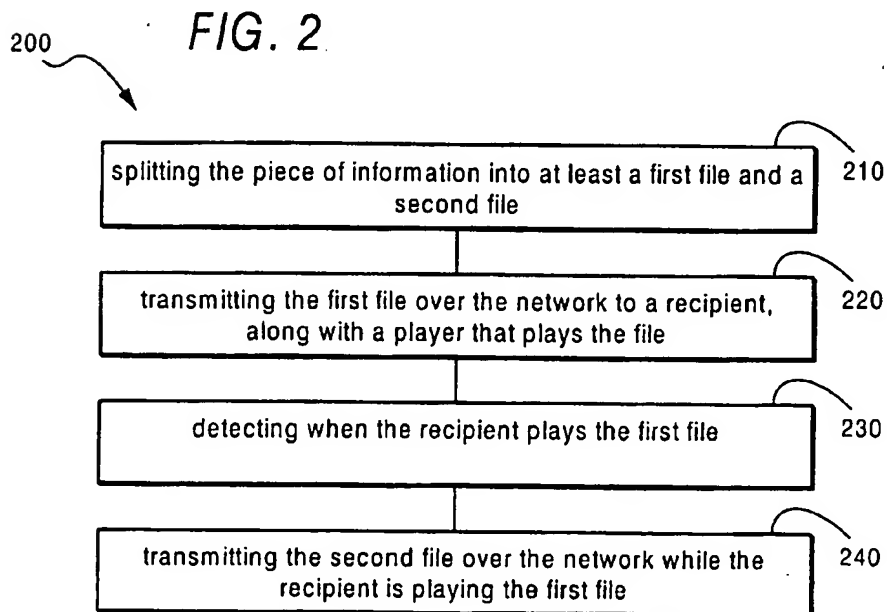 FIG. 2
200
splitting the piece of information into at least a first file and a
second file
210
transmitting the first file over the network to a recipient,
along with a player that plays the file
220
detecting when the recipient plays the first file
230
transmitting the second file over the network while the
recipient is playing the first file
240